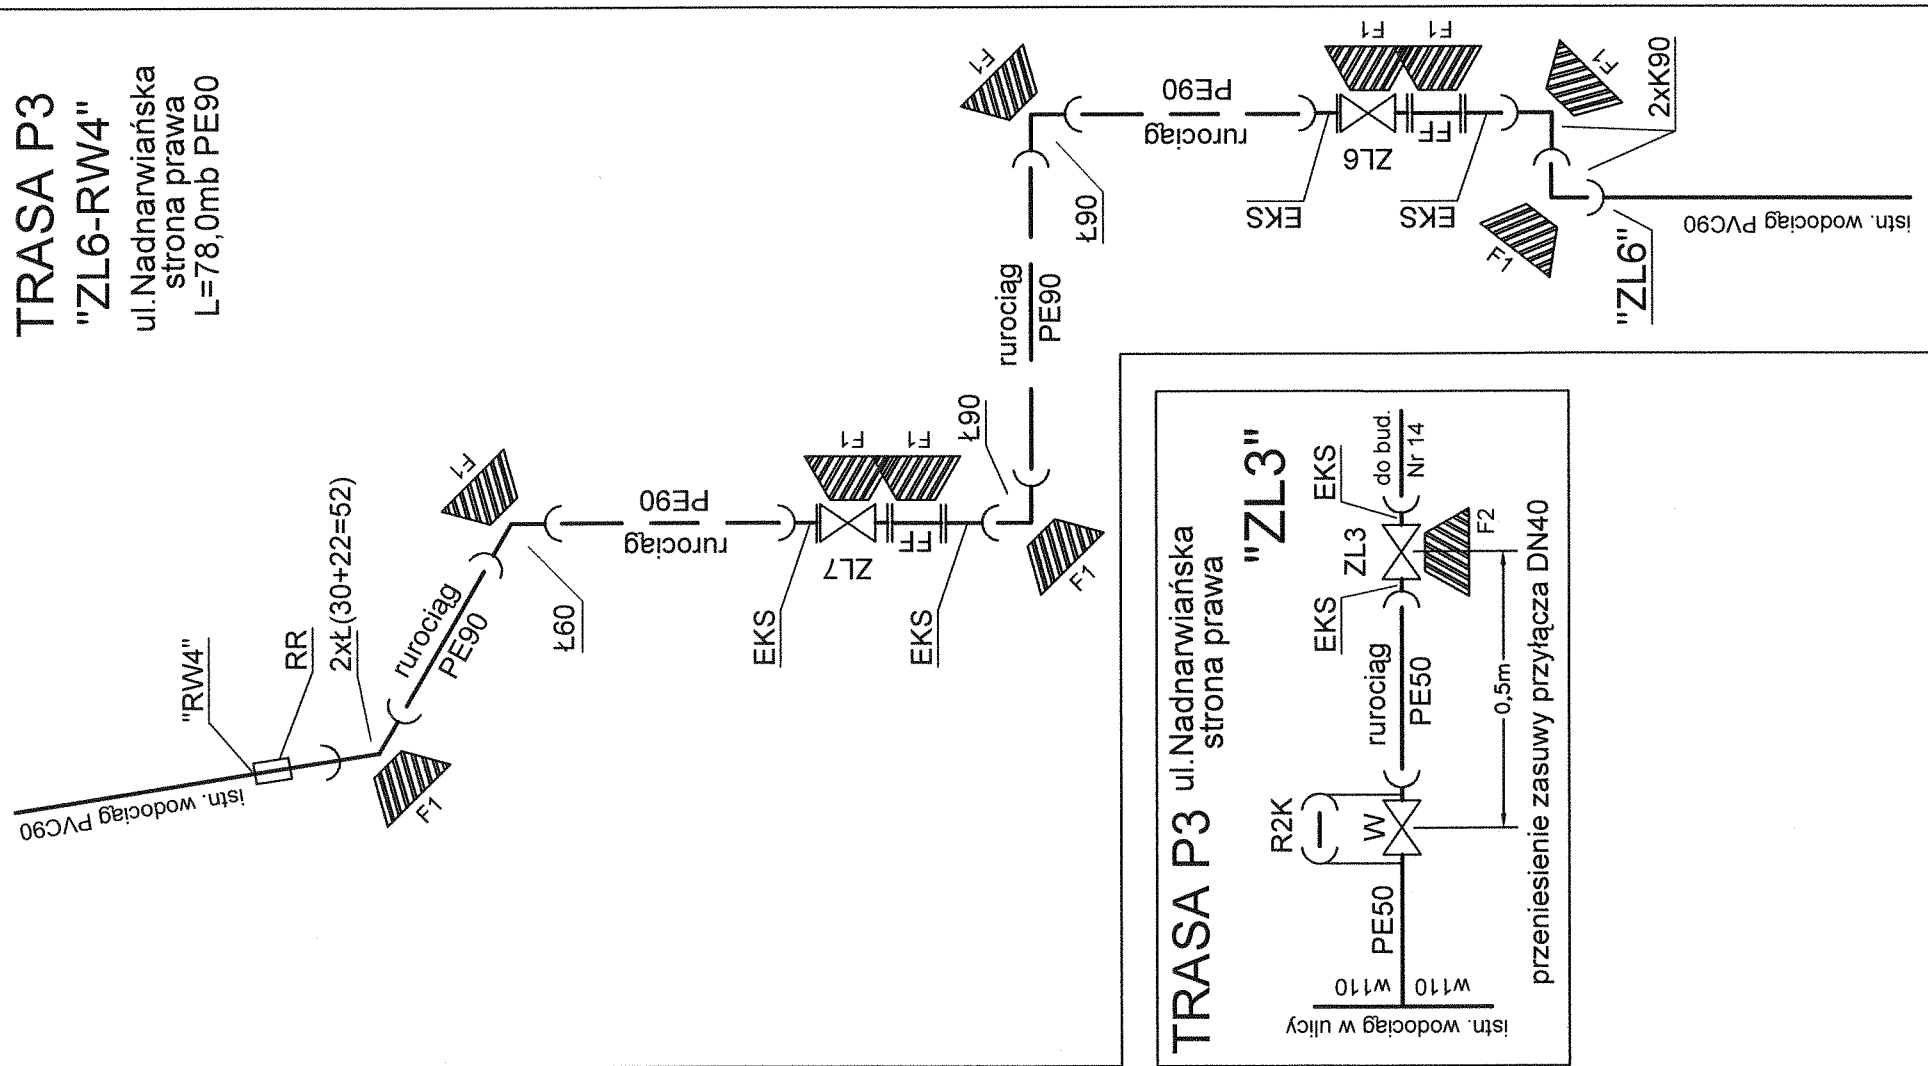 TRASA P3
"ZL6-RW4"
ul.Nadnarwiańska
strona prawa
L=78,0mb PE90
istn. wodociąg PVC90
"RW4"
RR
2xŁ(30+22=52)
F1
rurociąg
PE90
F1
Ł60
rurociąg
PE90
EKS
ZL7
F1
F1
FF
EKS
Ł90
F1
rurociąg
PE90
Ł90
F1
rurociąg
PE90
EKS
ZL6
F1
F1
FF
EKS
F1
2xK90
F1
"ZL6"
istn. wodociąg PVC90
TRASA P3 ul.Nadnarwiańska
strona prawa
"ZL3"
istn. wodociąg w ulicy
w110
w110
PE50
R2K
W
rurociąg
PE50
EKS
ZL3
EKS
F2
do bud.
Nr 14
0,5m
przeniesienie zasuwy przyłącza DN40